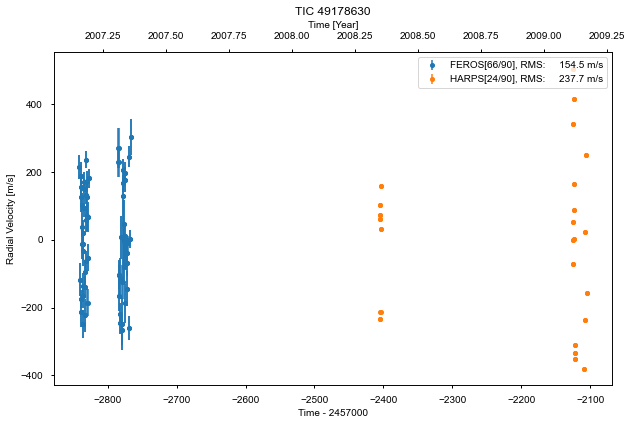 TIC 49178630
Time [Year]
2007.25 2007.50 2007.75 2008.00 2008.25 2008.50 2008.75 2009.00 2009.25
FEROS[66/90], RMS: 154.5 m/s
HARPS[24/90], RMS: 237.7 m/s
400
200
0
−200
−400
Radial Velocity [m/s]
−2800 −2700 −2600 −2500 −2400 −2300 −2200 −2100
Time - 2457000